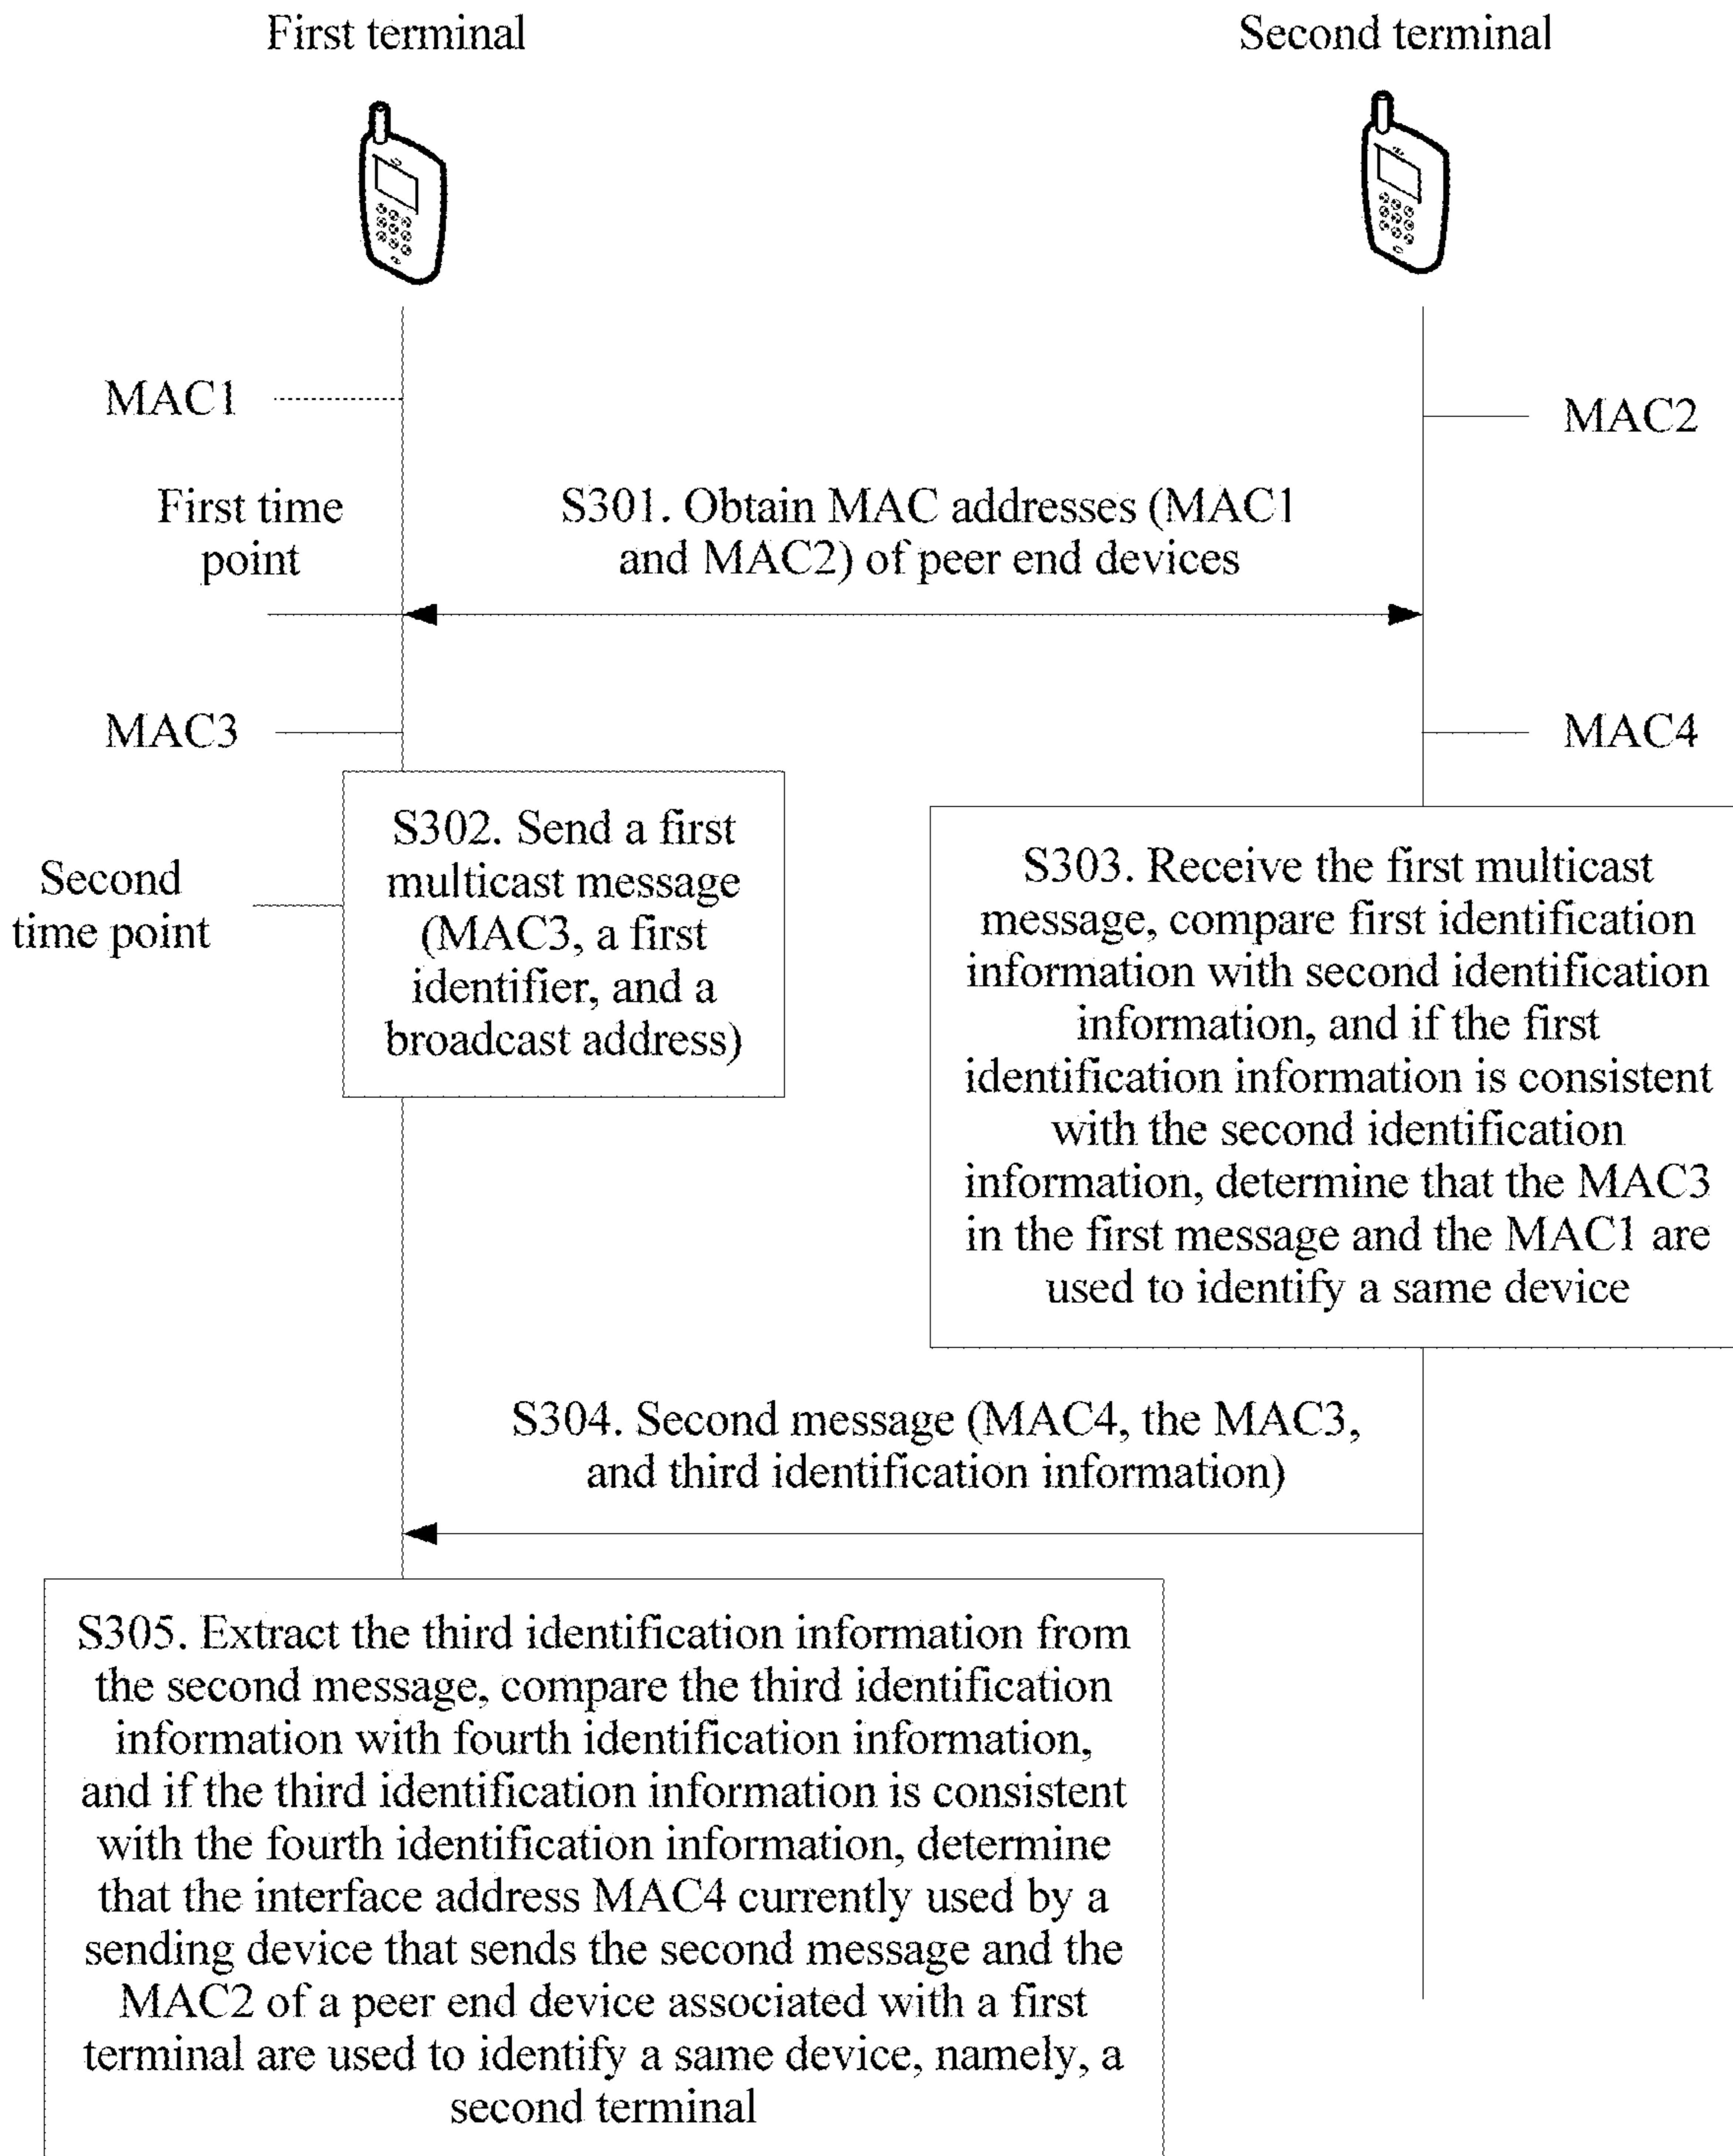 First terminal
Second terminal
MAC1
MAC2
First time
point
S301. Obtain MAC addresses (MAC1
and MAC2) of peer end devices
MAC3
MAC4
Second
time point
S302. Send a first
multicast message
(MAC3, a first
identifier, and a
broadcast address)
S303. Receive the first multicast
message, compare first identification
information with second identification
information, and if the first
identification information is consistent
with the second identification
information, determine that the MAC3
in the first message and the MAC1 are
used to identify a same device
S304. Second message (MAC4, the MAC3,
and third identification information)
S305. Extract the third identification information from
the second message, compare the third identification
information with fourth identification information,
and if the third identification information is consistent
with the fourth identification information, determine
that the interface address MAC4 currently used by a
sending device that sends the second message and the
MAC2 of a peer end device associated with a first
terminal are used to identify a same device, namely, a
second terminal